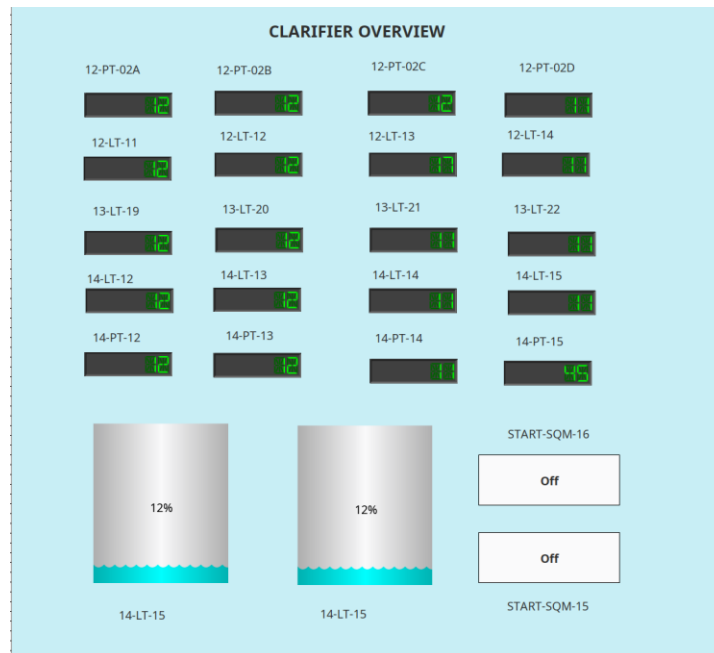 CLARIFIER OVERVIEW
12-PT-02A 12-PT-02B 12-PT-02C 12-PT-02D
12 12 12 11
12-LT-11 12-LT-12 12-LT-13 12-LT-14
12 12 17 11
13-LT-19 13-LT-20 13-LT-21 13-LT-22
12 12 11 11
14-LT-12 14-LT-13 14-LT-14 14-LT-15
12 12 11 11
14-PT-12 14-PT-13 14-PT-14 14-PT-15
12 12 11 45
START-SQM-16
Off
12% 12%
Off
14-LT-15 14-LT-15 START-SQM-15